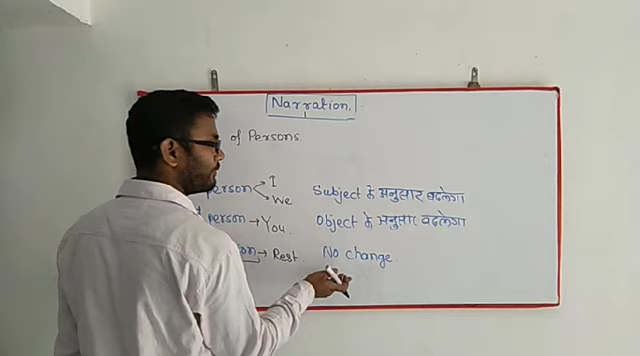 Narration.
of Persons.
person I
We
Subject के अनुसार बदलेगा
person → You.
Object के अनुसार बदलेगा
→ Rest
No change.